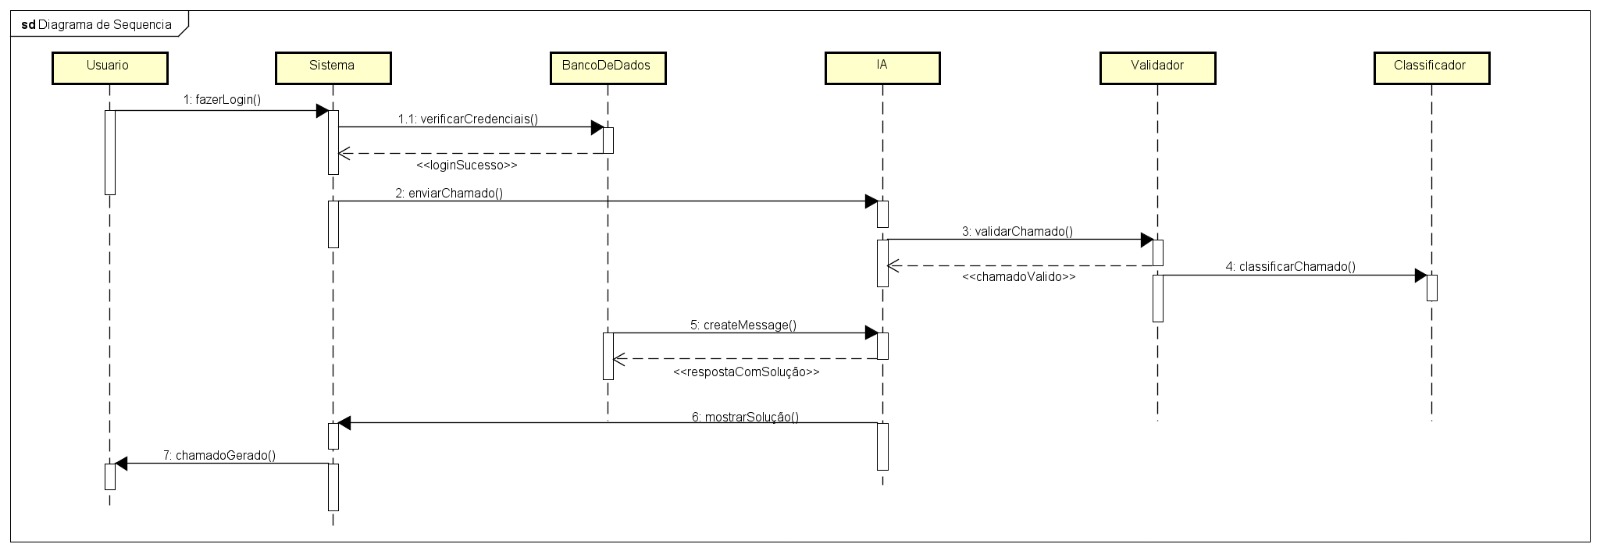 sd Diagrama de Sequencia
Usuario
Sistema
BancoDeDados
IA
Validador
Classificador
1: fazerLogin()
1.1: verificarCredenciais()
<<loginSucesso>>
2: enviarChamado()
3: validarChamado()
<<chamadoValido>>
4: classificarChamado()
5: createMessage()
<<respostaComSolução>>
6: mostrarSolução()
7: chamadoGerado()